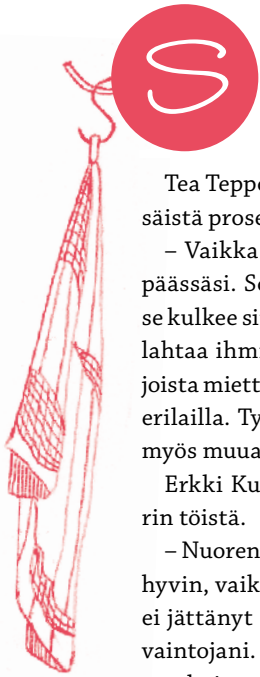 S
Tea Teppo
säistä prose
– Vaikka
päässäsi. So
se kulkee si
lahtaa ihmi
joista miett
erilailla. Ty
myös muua
Erkki Ku
rin töistä.
– Nuoren
hyvin, vaik
ei jättänyt
vaintojani.